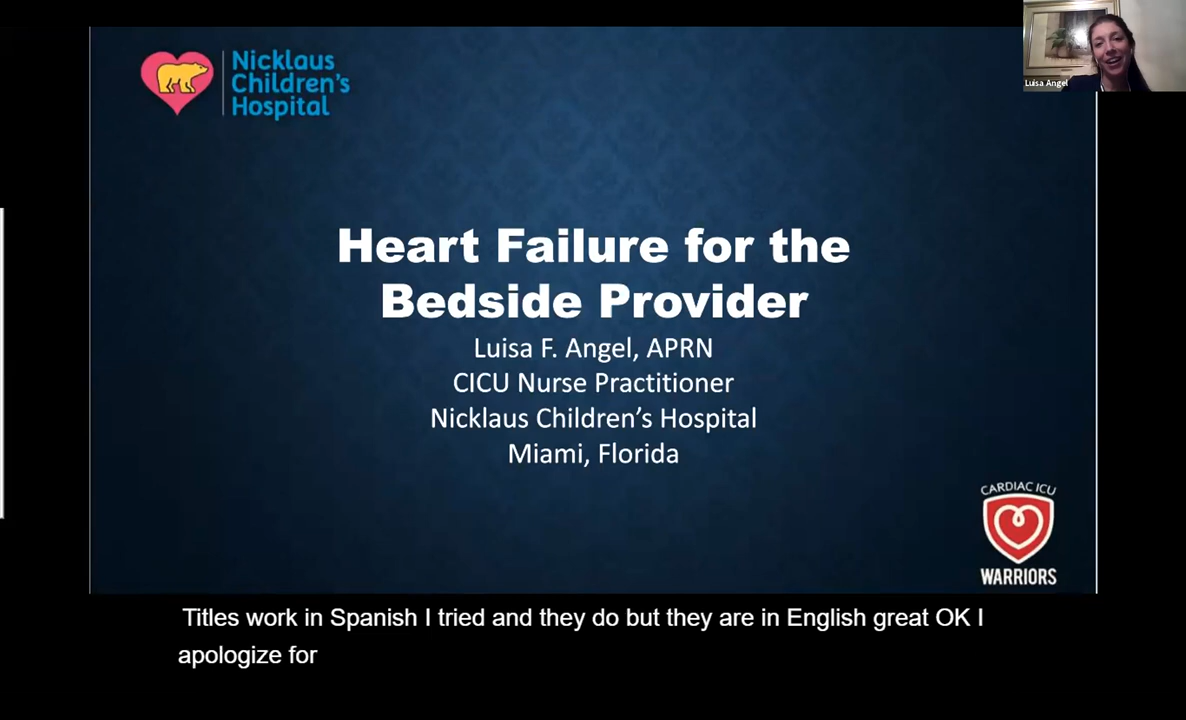 Nicklaus
Children's
Hospital
Luisa Angel
Heart Failure for the
Bedside Provider
Luisa F. Angel, APRN
CICU Nurse Practitioner
Nicklaus Children's Hospital
Miami, Florida
CARDIAC ICU
WARRIORS
Titles work in Spanish I tried and they do but they are in English great OK I
apologize for